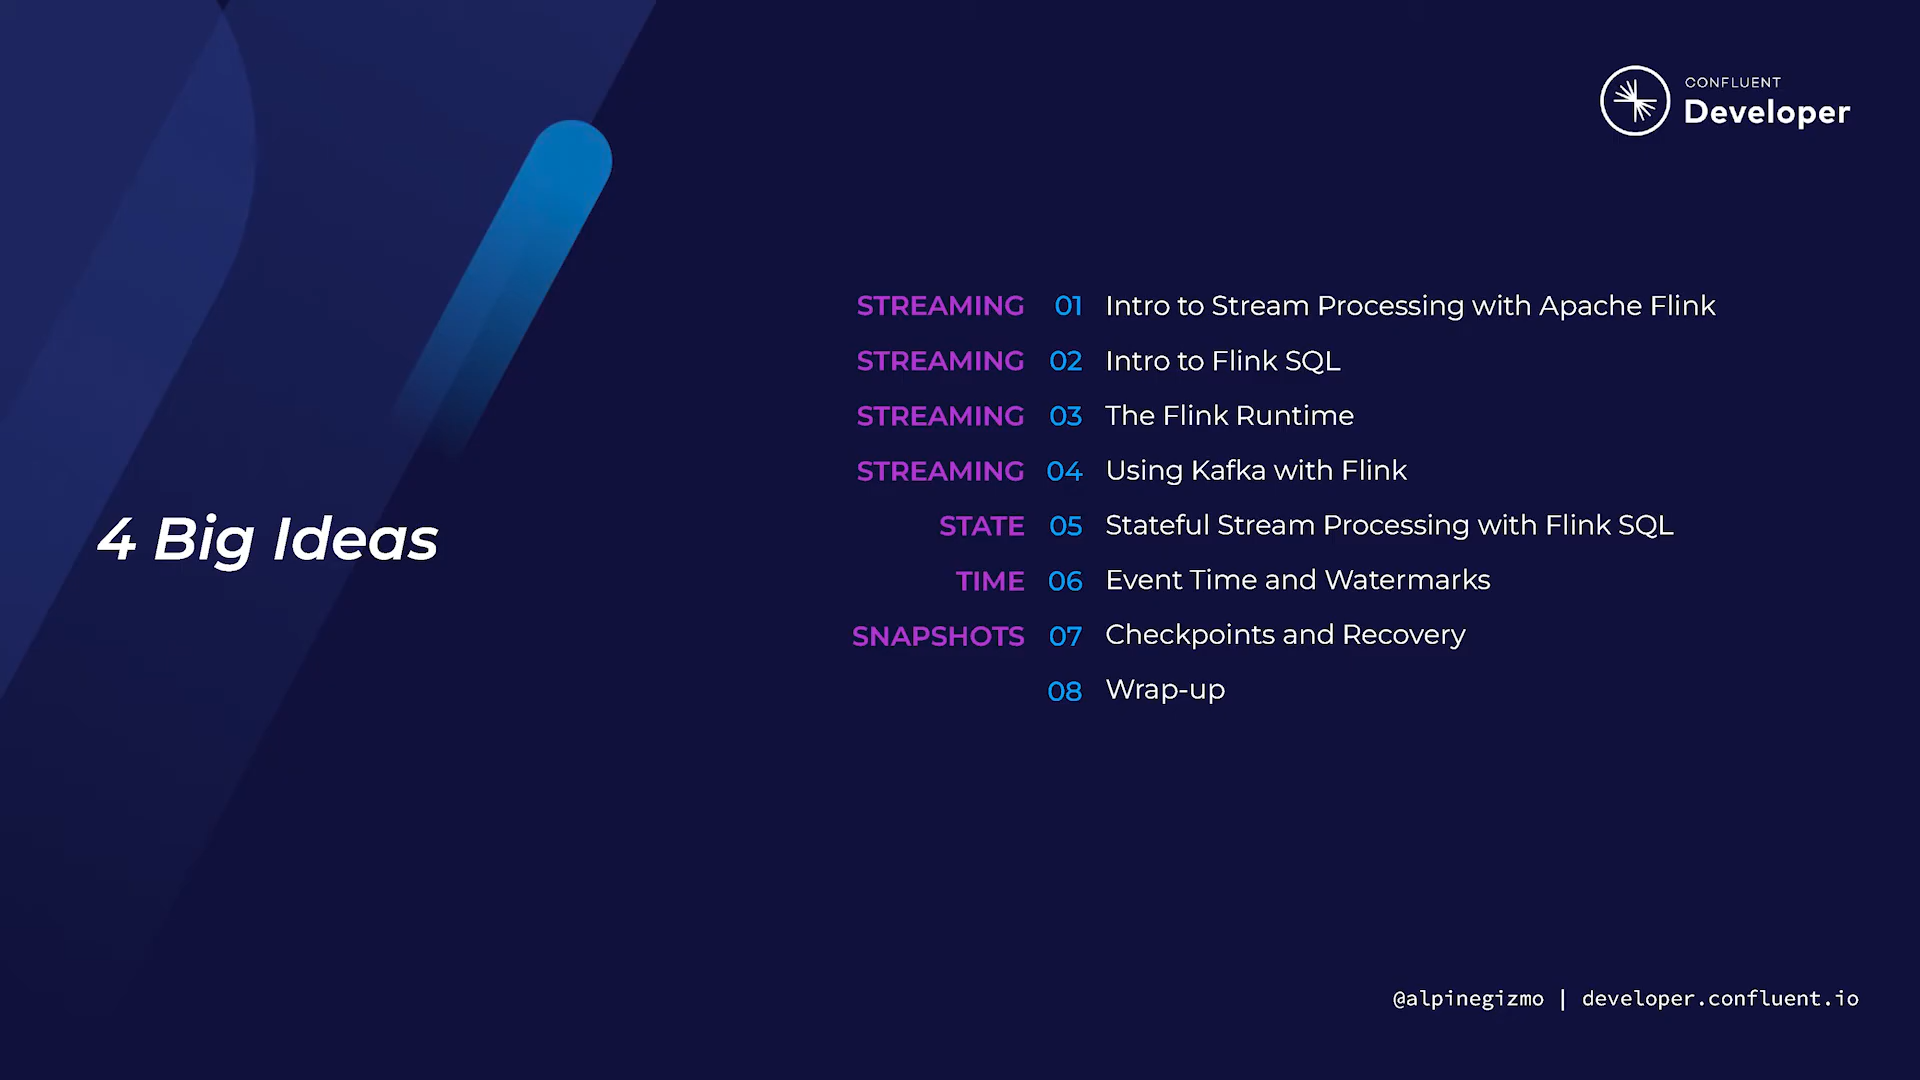 CONFLUENT
Developer
4 Big Ideas
STREAMING 01 Intro to Stream Processing with Apache Flink
STREAMING 02 Intro to Flink SQL
STREAMING 03 The Flink Runtime
STREAMING 04 Using Kafka with Flink
STATE 05 Stateful Stream Processing with Flink SQL
TIME 06 Event Time and Watermarks
SNAPSHOTS 07 Checkpoints and Recovery
08 Wrap-up
@alpinegizmo | developer.confluent.io